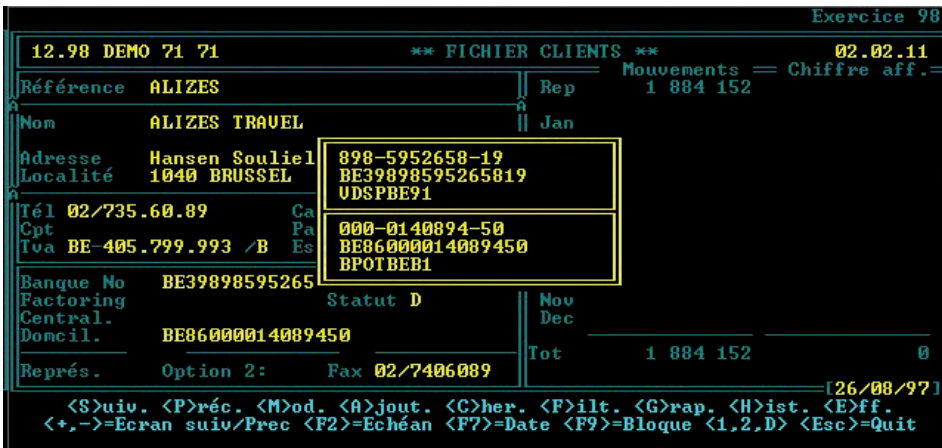 Exercice 98
12.98 DEMO 71 71 ** FICHIER CLIENTS ** 02.02.11
Mouvements Chiffre aff.
Référence ALIZES Rep 1 884 152
Nom ALIZES TRAVEL Jan
Adresse Hansen Souliel
Localité 1040 BRUSSEL
898-5952658-19
BE39898595265819
VDSPBE91
Tél 02/735.60.89 Ca
Cpt Pa
Tva BE-405.799.993 /B Es
000-0140894-50
BE86000014089450
BPOTBEB1
Banque No BE39898595265
Factoring Statut D Nov
Central. Dec
Domcil. BE86000014089450
Tot 1 884 152 0
Représ. Option 2: Fax 02/7406089
[26/08/97]
<S>uiv. <P>réc. <M>od. <A>jout. <C>her. <F>ilt. <G>rap. <H>ist. <E>ff.
<+,->=Ecran suiv/Prec <F2>=Echéan <F7>=Date <F9>=Bloque <1,2,D> <Esc>=Quit